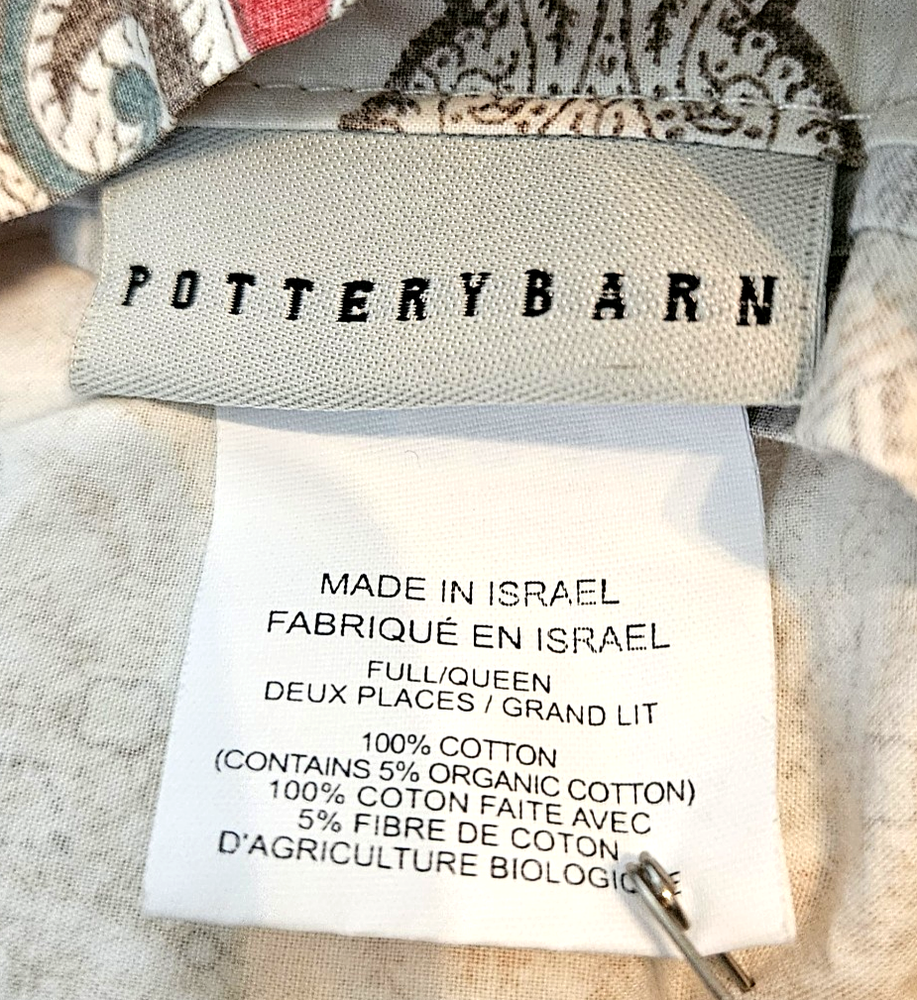 POTTERYBARN
MADE IN ISRAEL
FABRIQUÉ EN ISRAEL
FULL/QUEEN
DEUX PLACES / GRAND LIT
100% COTTON
(CONTAINS 5% ORGANIC COTTON)
100% COTON FAITE AVEC
5% FIBRE DE COTON
D'AGRICULTURE